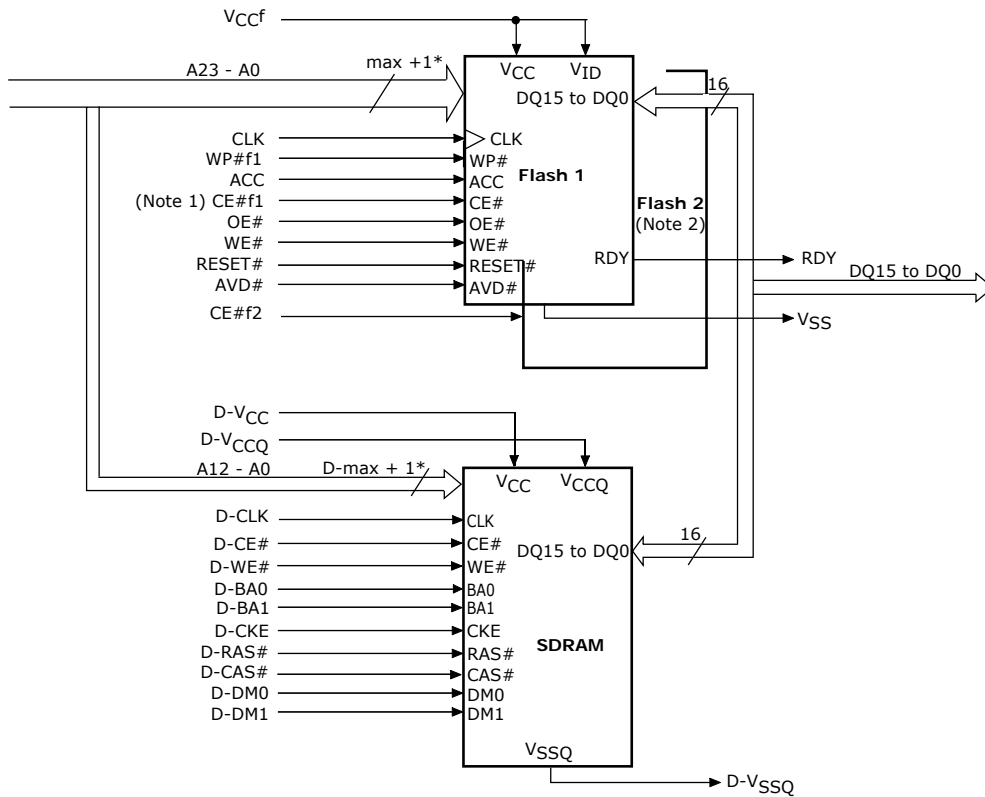 VCCf
A23 - A0
max +1*
VCC
VID
DQ15 to DQ0
16
CLK
CLK
WP#f1
WP#
ACC
ACC
Flash 1
(Note 1) CE#f1
CE#
OE#
OE#
WE#
WE#
RESET#
RESET#
AVD#
AVD#
CE#f2
Flash 2
(Note 2)
RDY
RDY
DQ15 to DQ0
VSS
D-VCC
D-VCCQ
A12 - A0
D-max + 1*
VCC
VCCQ
D-CLK
CLK
D-CE#
CE#
DQ15 to DQ0
16
D-WE#
WE#
D-BA0
BA0
D-BA1
BA1
D-CKE
CKE
SDRAM
D-RAS#
RAS#
D-CAS#
CAS#
D-DM0
DM0
D-DM1
DM1
VSSQ
D-VSSQ